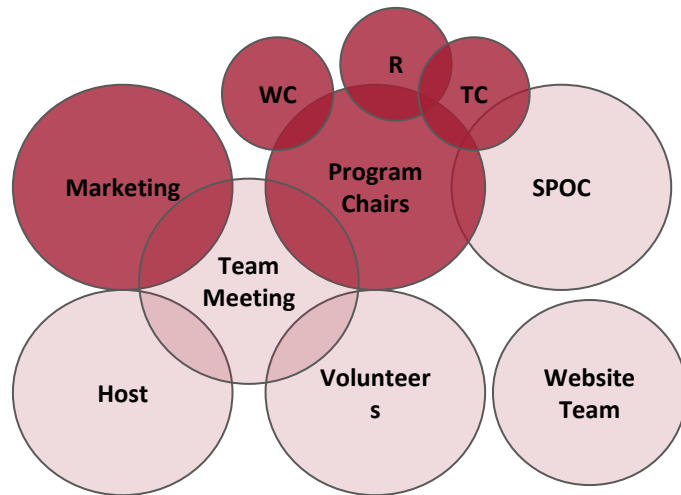 R
WC
TC
Marketing
Program
Chairs
SPOC
Team
Meeting
Host
Volunteer
s
Website
Team